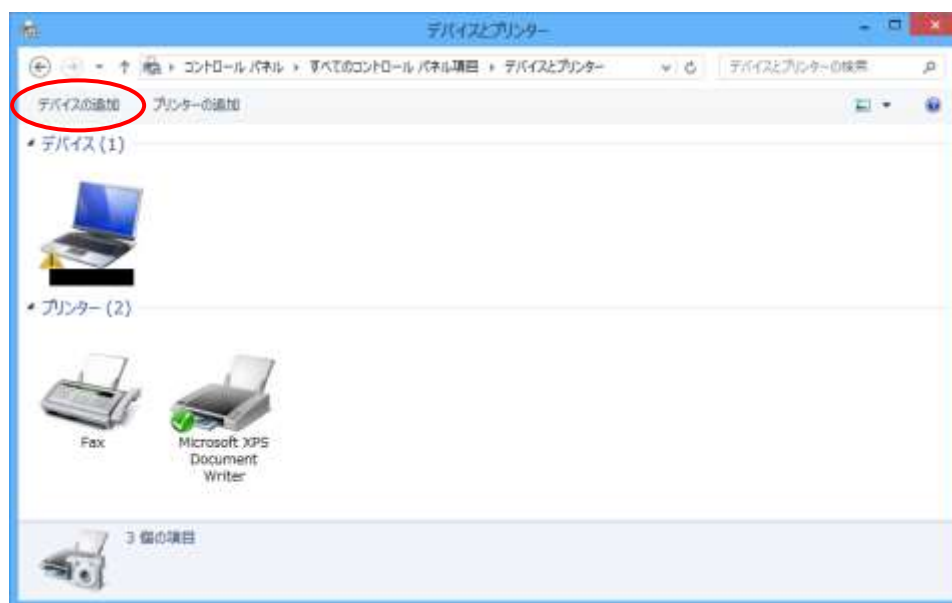 デバイスとプリンター
コントロール パネル ▸ すべてのコントロール パネル項目 ▸ デバイスとプリンター
デバイスとプリンターの検索
デバイスの追加 プリンターの追加
デバイス (1)
プリンター (2)
Fax
Microsoft XPS
Document
Writer
3 個の項目